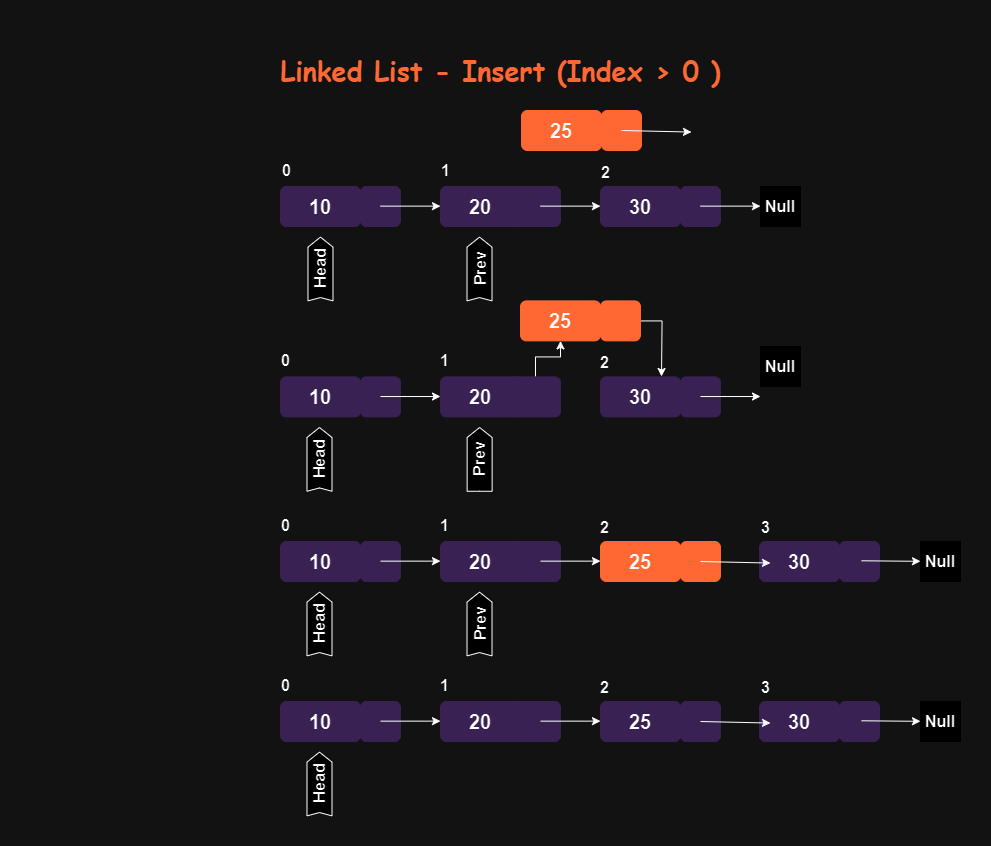 Linked List - Insert (Index > 0 )
25
0 1 2
10 20 30 Null
Head Prev
25
0 1 2
Null
10 20 30
Head Prev
0 1 2 3
10 20 25 30 Null
Head Prev
0 1 2 3
10 20 25 30 Null
Head